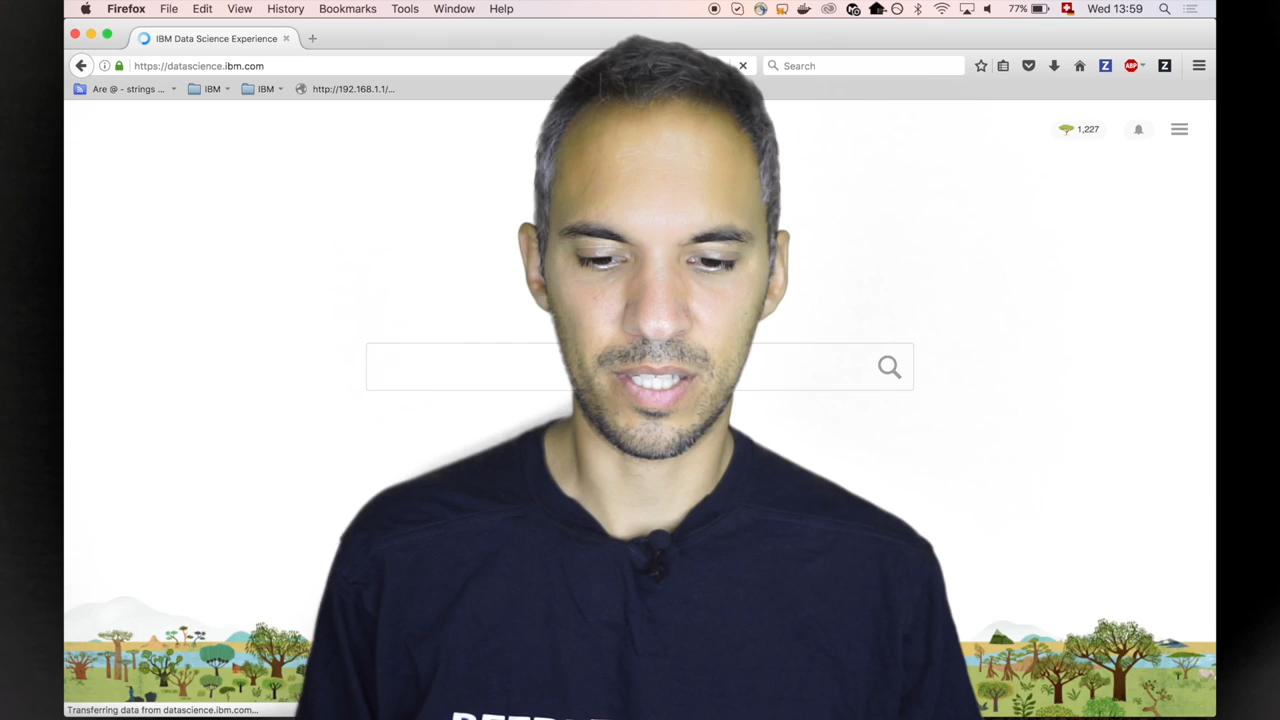 Firefox File Edit View History Bookmarks Tools Window Help 77% Wed 13:59
IBM Data Science Experience
https://datascience.ibm.com Search Z ABP Z
Are @ - strings ... IBM IBM http://192.168.1.1/...
1,227
Transferring data from datascience.ibm.com...